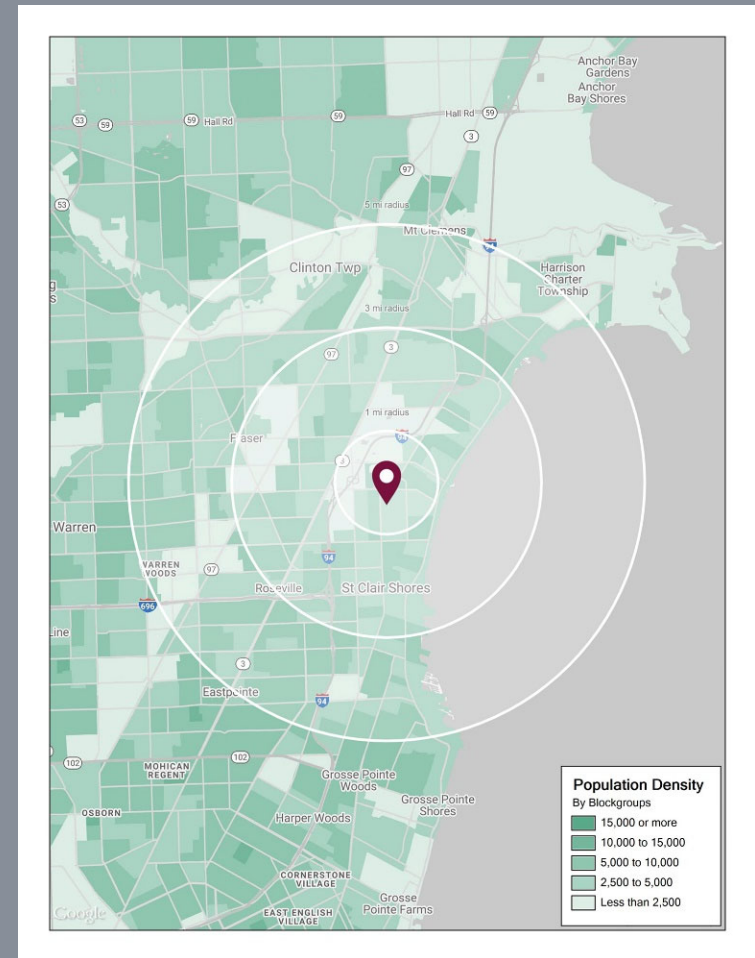 Anchor Bay
Gardens
Anchor
Bay Shores
53
59
59
Hall Rd
59
Hall Rd
59
3
97
53
5 mi radius
Mt Clemens
94
Clinton Twp
Harrison
Charter
Township
3 mi radius
97
3
1 mi radius
Fraser
94
3
Warren
94
WARREN
WOODS
97
Roseville
St Clair Shores
696
Line
3
Eastpointe
94
102
102
MOHICAN
REGENT
Grosse Pointe
Woods
Grosse Pointe
Shores
OSBORN
Harper Woods
CORNERSTONE
VILLAGE
Grosse
Pointe Farms
EAST ENGLISH
VILLAGE
Google
Population Density
By Blockgroups
15,000 or more
10,000 to 15,000
5,000 to 10,000
2,500 to 5,000
Less than 2,500